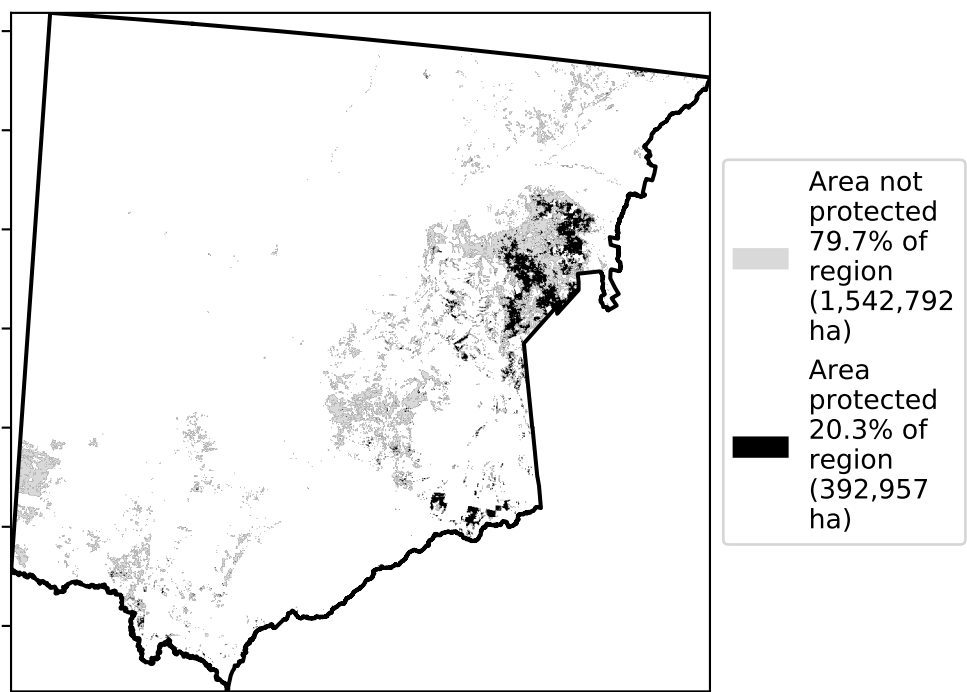 Area not
protected
79.7% of
region
(1,542,792
ha)
Area
protected
20.3% of
region
(392,957
ha)